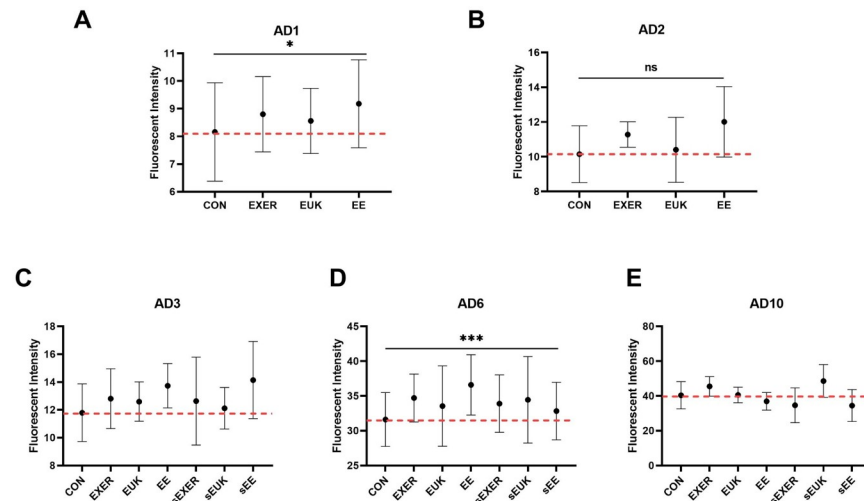 A
AD1
*
Fluorescent Intensity
11
10
9
8
7
6
CON EXER EUK EE
B
AD2
ns
Fluorescent Intensity
16
14
12
10
8
CON EXER EUK EE
C
AD3
Fluorescent Intensity
18
16
14
12
10
8
CON EXER EUK EE sEXER sEUK sEE
D
AD6
***
Fluorescent Intensity
45
40
35
30
25
CON EXER EUK EE sEXER sEUK sEE
E
AD10
Fluorescent Intensity
80
60
40
20
0
CON EXER EUK EE sEXER sEUK sEE